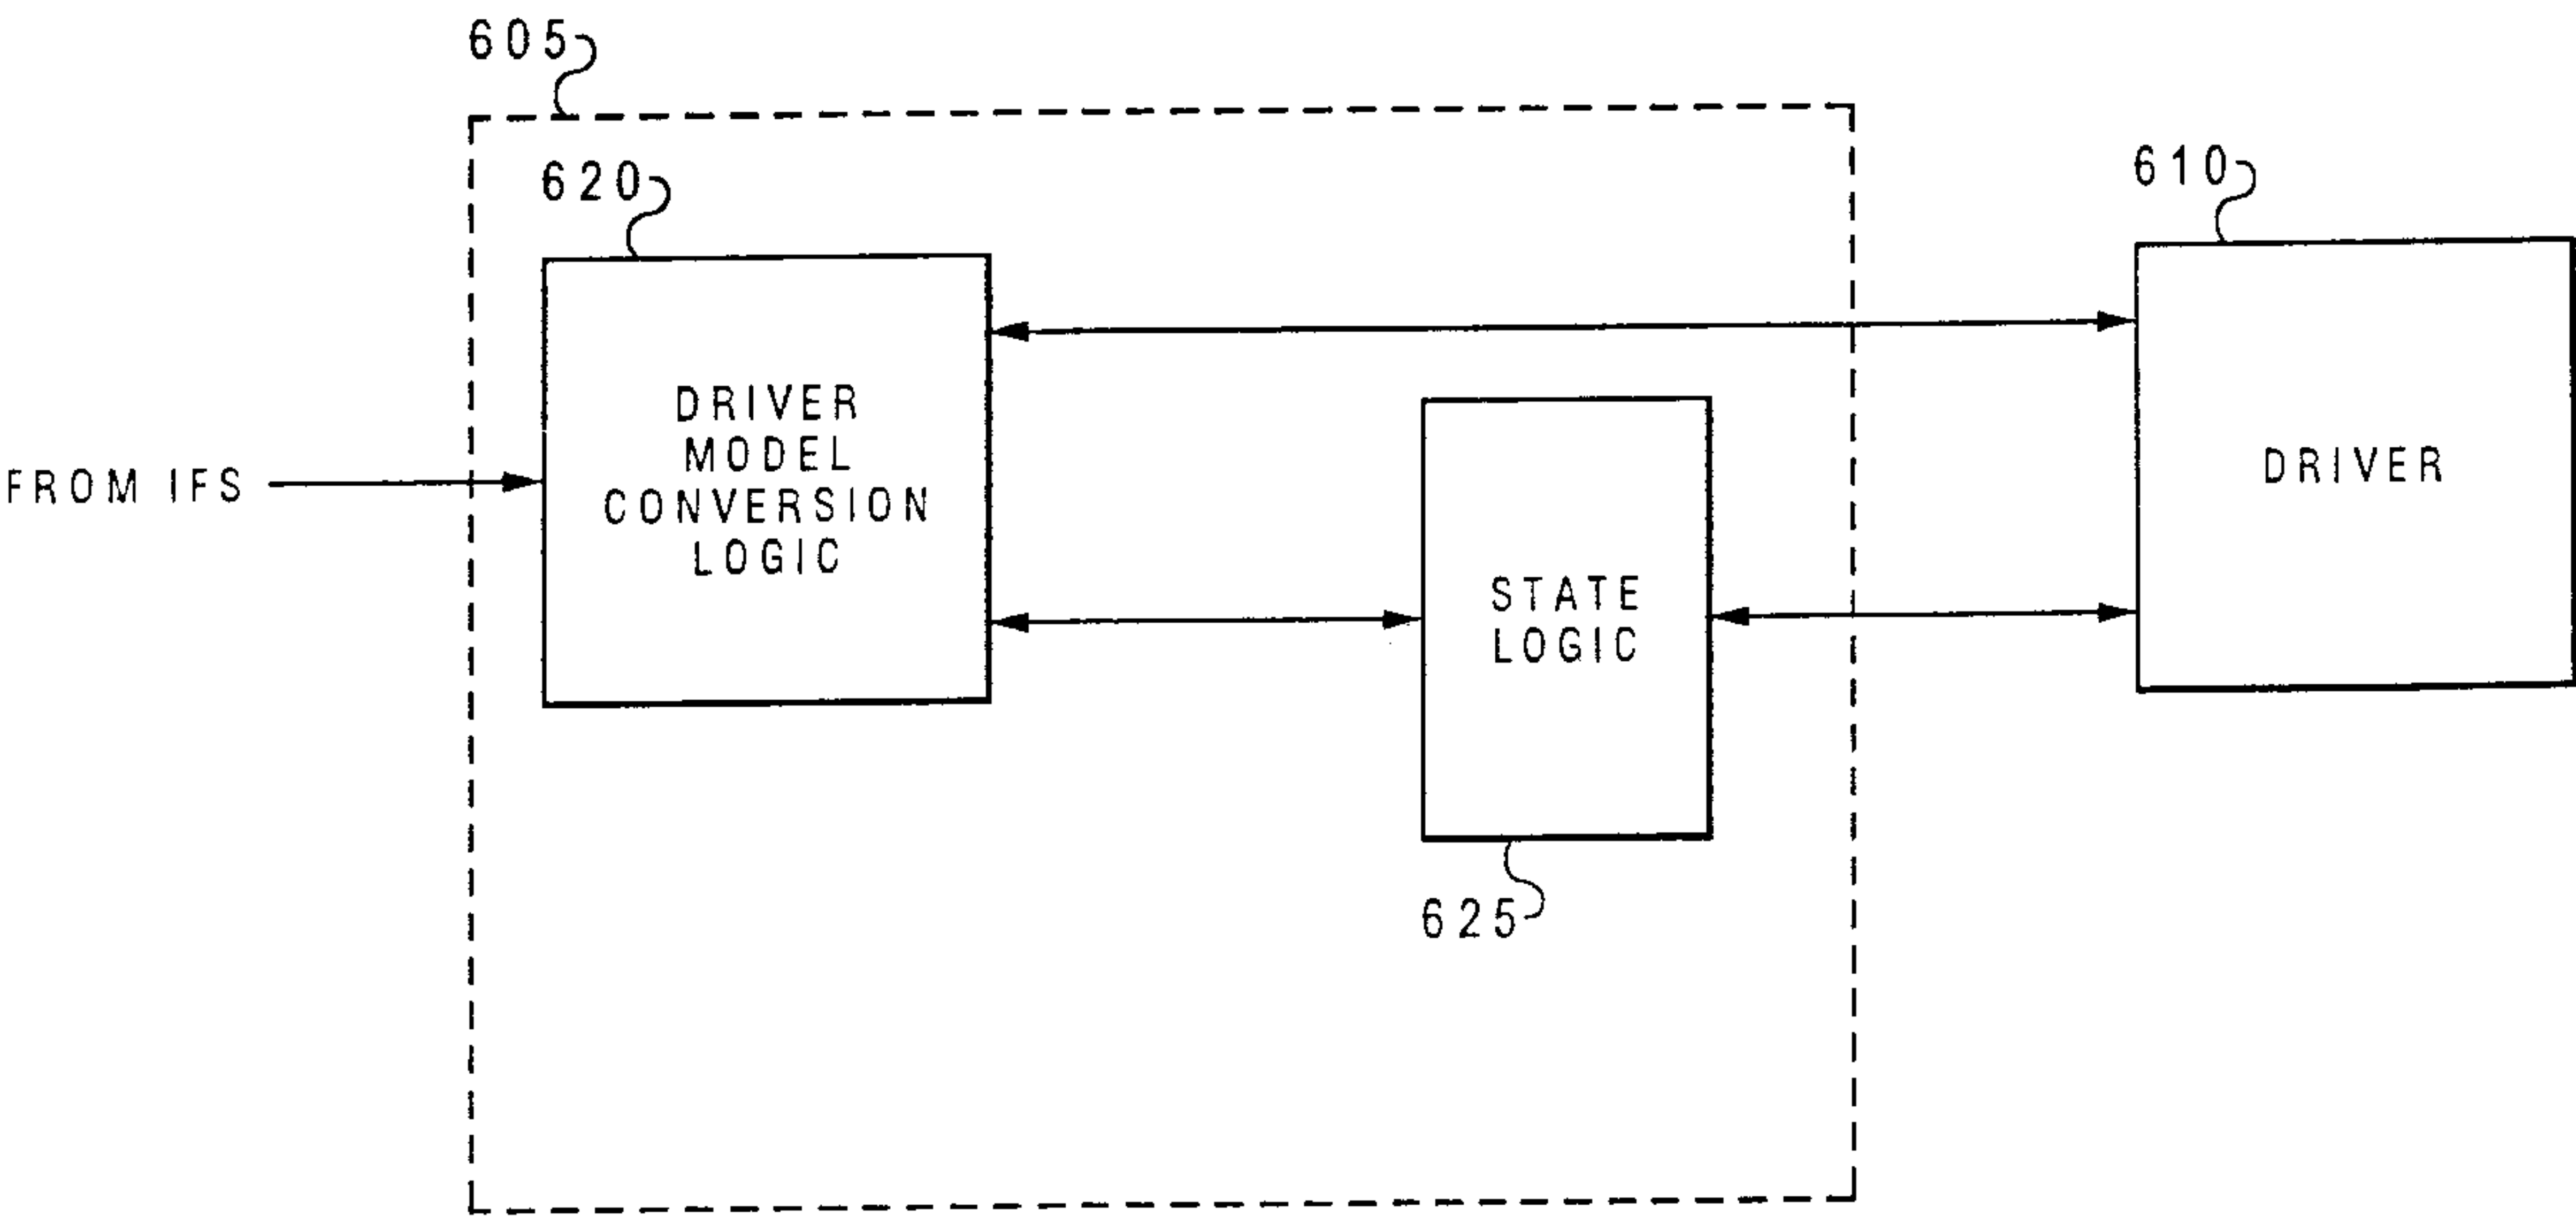 605
620
610
DRIVER
MODEL
CONVERSION
LOGIC
FROM IFS
STATE
LOGIC
DRIVER
625